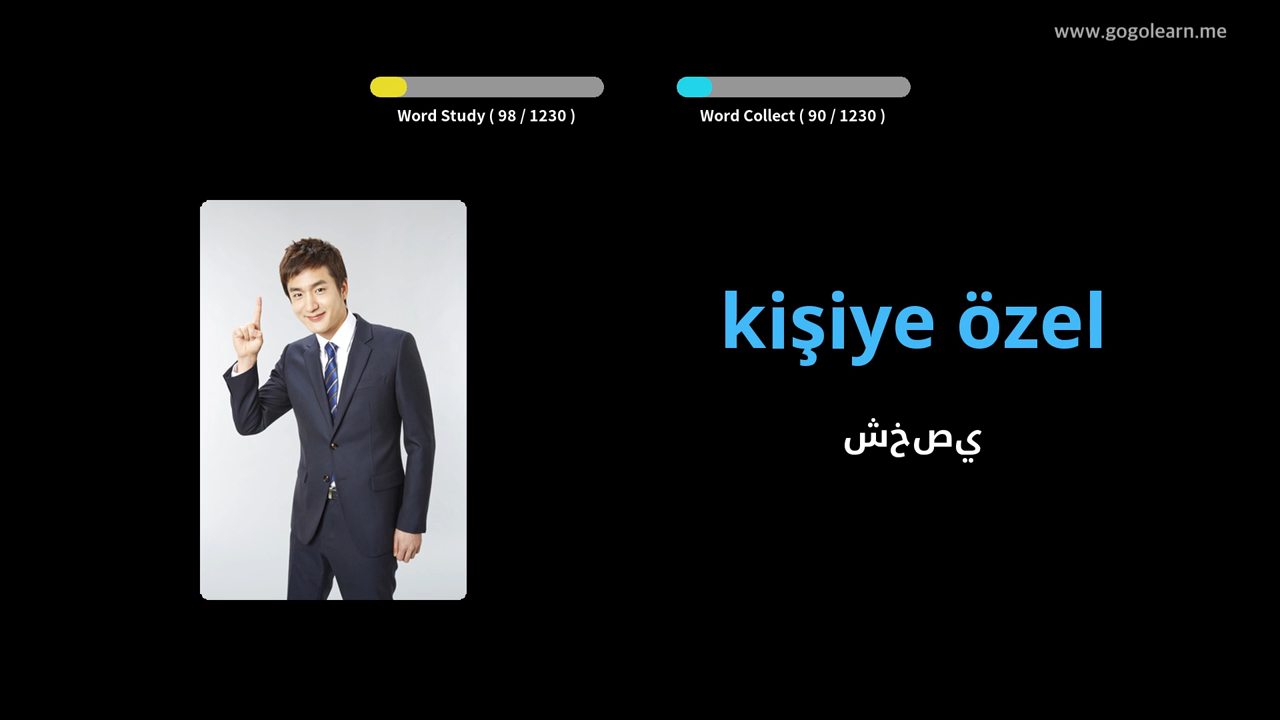 www.gogolearn.me
Word Study ( 98 / 1230 )
Word Collect ( 90 / 1230 )
kişiye özel
شخصي